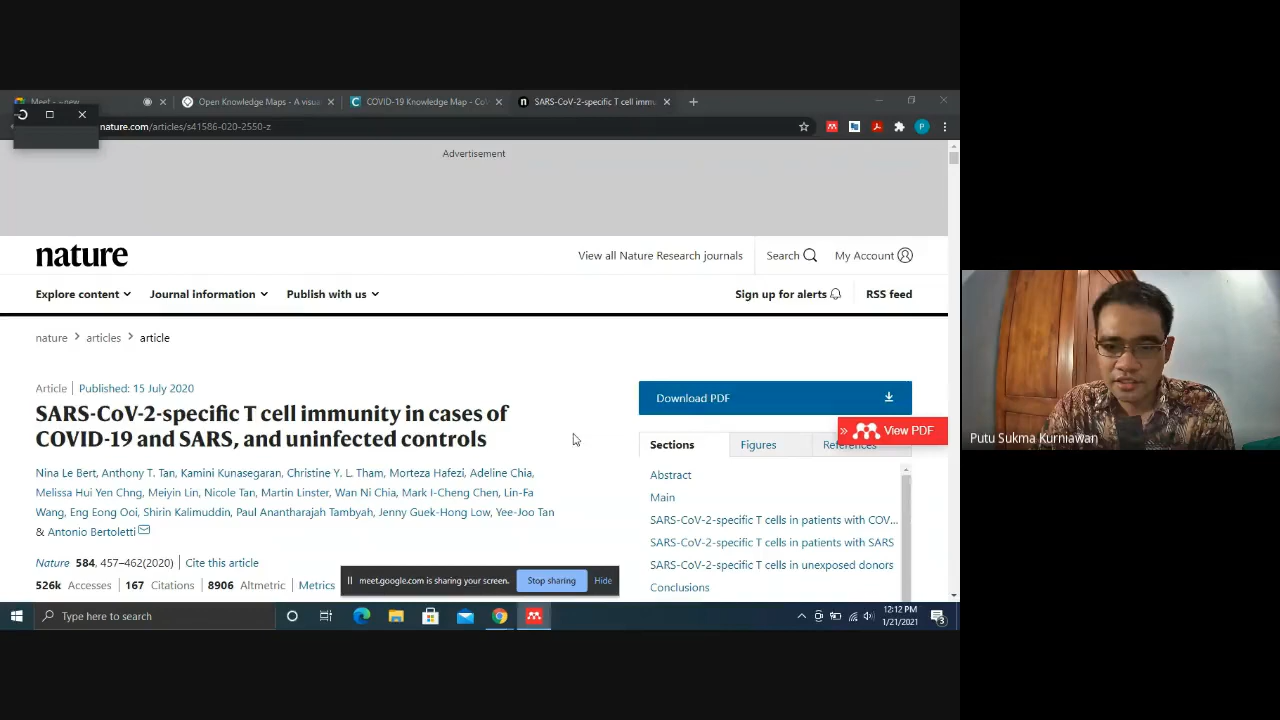 Meet - -new
Open Knowledge Maps - A visua
COVID-19 Knowledge Map - CoV
SARS-CoV-2-specific T cell immu
nature.com/articles/s41586-020-2550-z
P
Advertisement
nature
View all Nature Research journals
Search
My Account
Explore content
Journal information
Publish with us
Sign up for alerts
RSS feed
nature > articles > article
Article | Published: 15 July 2020
SARS-CoV-2-specific T cell immunity in cases of
COVID-19 and SARS, and uninfected controls
Nina Le Bert, Anthony T. Tan, Kamini Kunasegaran, Christine Y. L. Tham, Morteza Hafezi, Adeline Chia,
Melissa Hui Yen Chng, Meiyin Lin, Nicole Tan, Martin Linster, Wan Ni Chia, Mark I-Cheng Chen, Lin-Fa
Wang, Eng Eong Ooi, Shirin Kalimuddin, Paul Anantharajah Tambyah, Jenny Guek-Hong Low, Yee-Joo Tan
& Antonio Bertoletti
Nature 584, 457–462(2020) | Cite this article
526k Accesses | 167 Citations | 8906 Altmetric | Metrics
Download PDF
» View PDF
Sections
Figures
References
Abstract
Main
SARS-CoV-2-specific T cells in patients with COV...
SARS-CoV-2-specific T cells in patients with SARS
SARS-CoV-2-specific T cells in unexposed donors
Conclusions
meet.google.com is sharing your screen.
Stop sharing
Hide
Type here to search
12:12 PM
1/21/2021
3
Putu Sukma Kurniawan